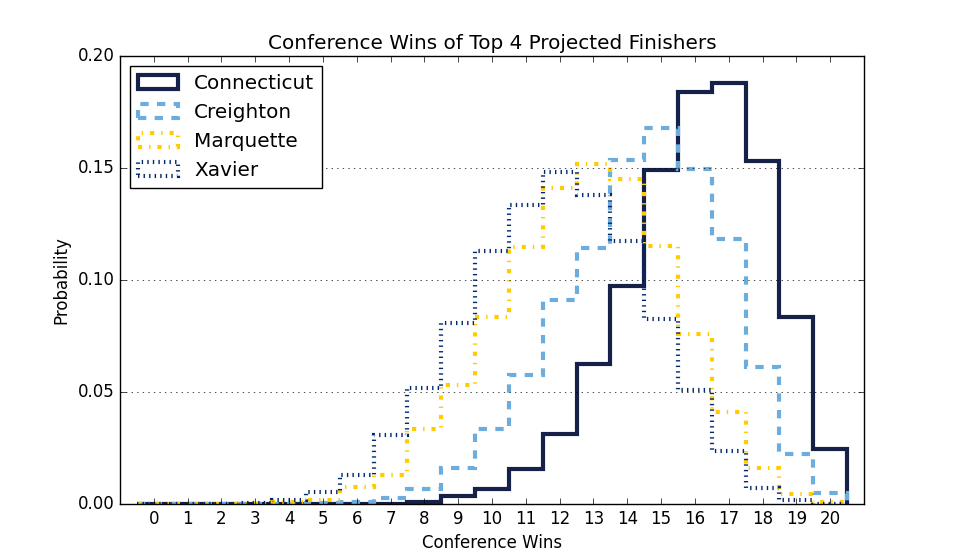 Conference Wins of Top 4 Projected Finishers
0.20
Connecticut
Creighton
Marquette
Xavier
0.15
Probability
0.10
0.05
0.00
0 1 2 3 4 5 6 7 8 9 10 11 12 13 14 15 16 17 18 19 20
Conference Wins